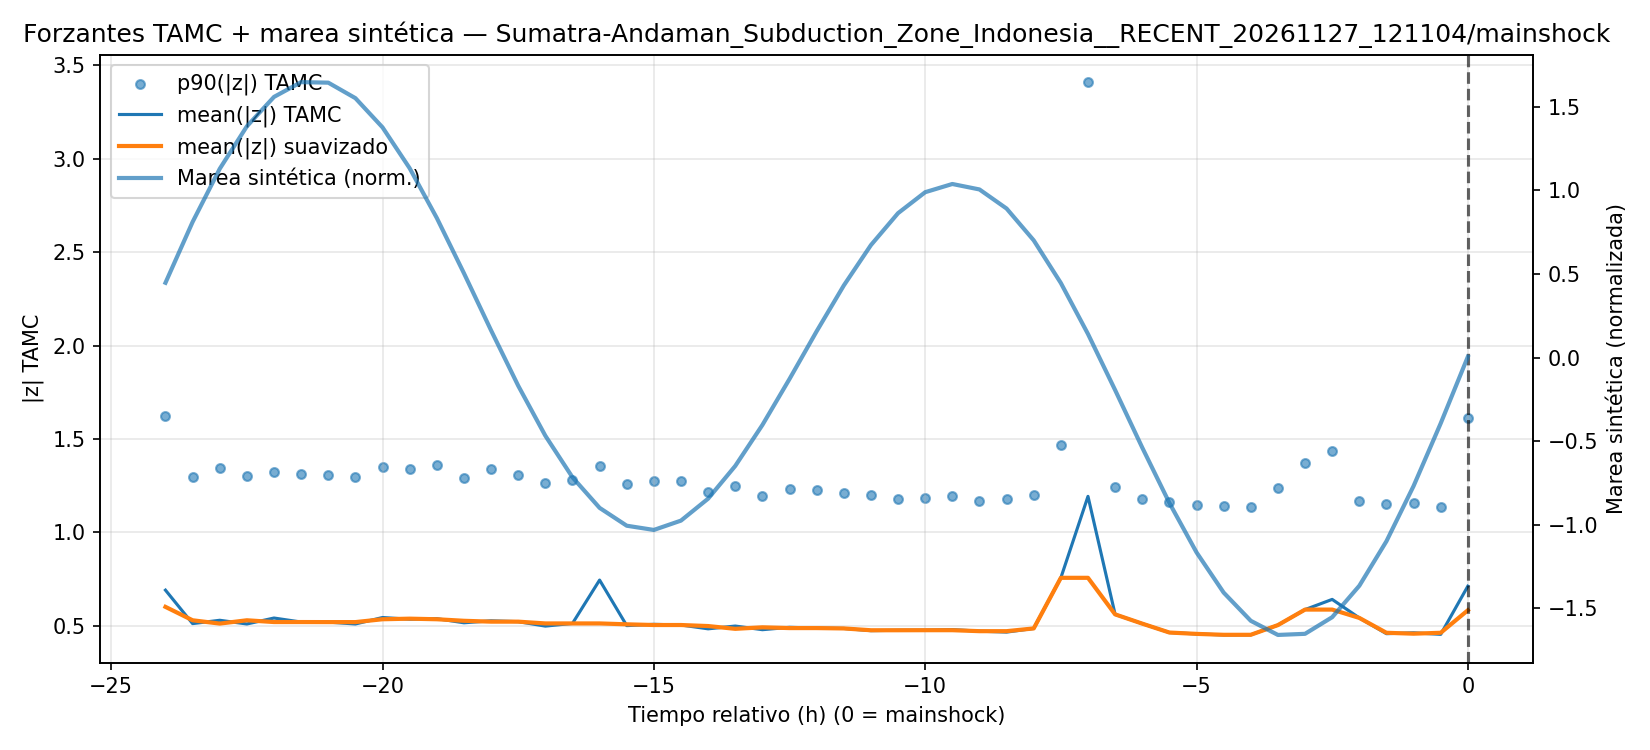 Forzantes TAMC + marea sintética — Sumatra-Andaman_Subduction_Zone_Indonesia__RECENT_20261127_121104/mainshock
p90(|z|) TAMC
mean(|z|) TAMC
mean(|z|) suavizado
Marea sintética (norm.)
|z| TAMC
3.5
3.0
2.5
2.0
1.5
1.0
0.5
Marea sintética (normalizada)
1.5
1.0
0.5
0.0
−0.5
−1.0
−1.5
−25 −20 −15 −10 −5 0
Tiempo relativo (h) (0 = mainshock)